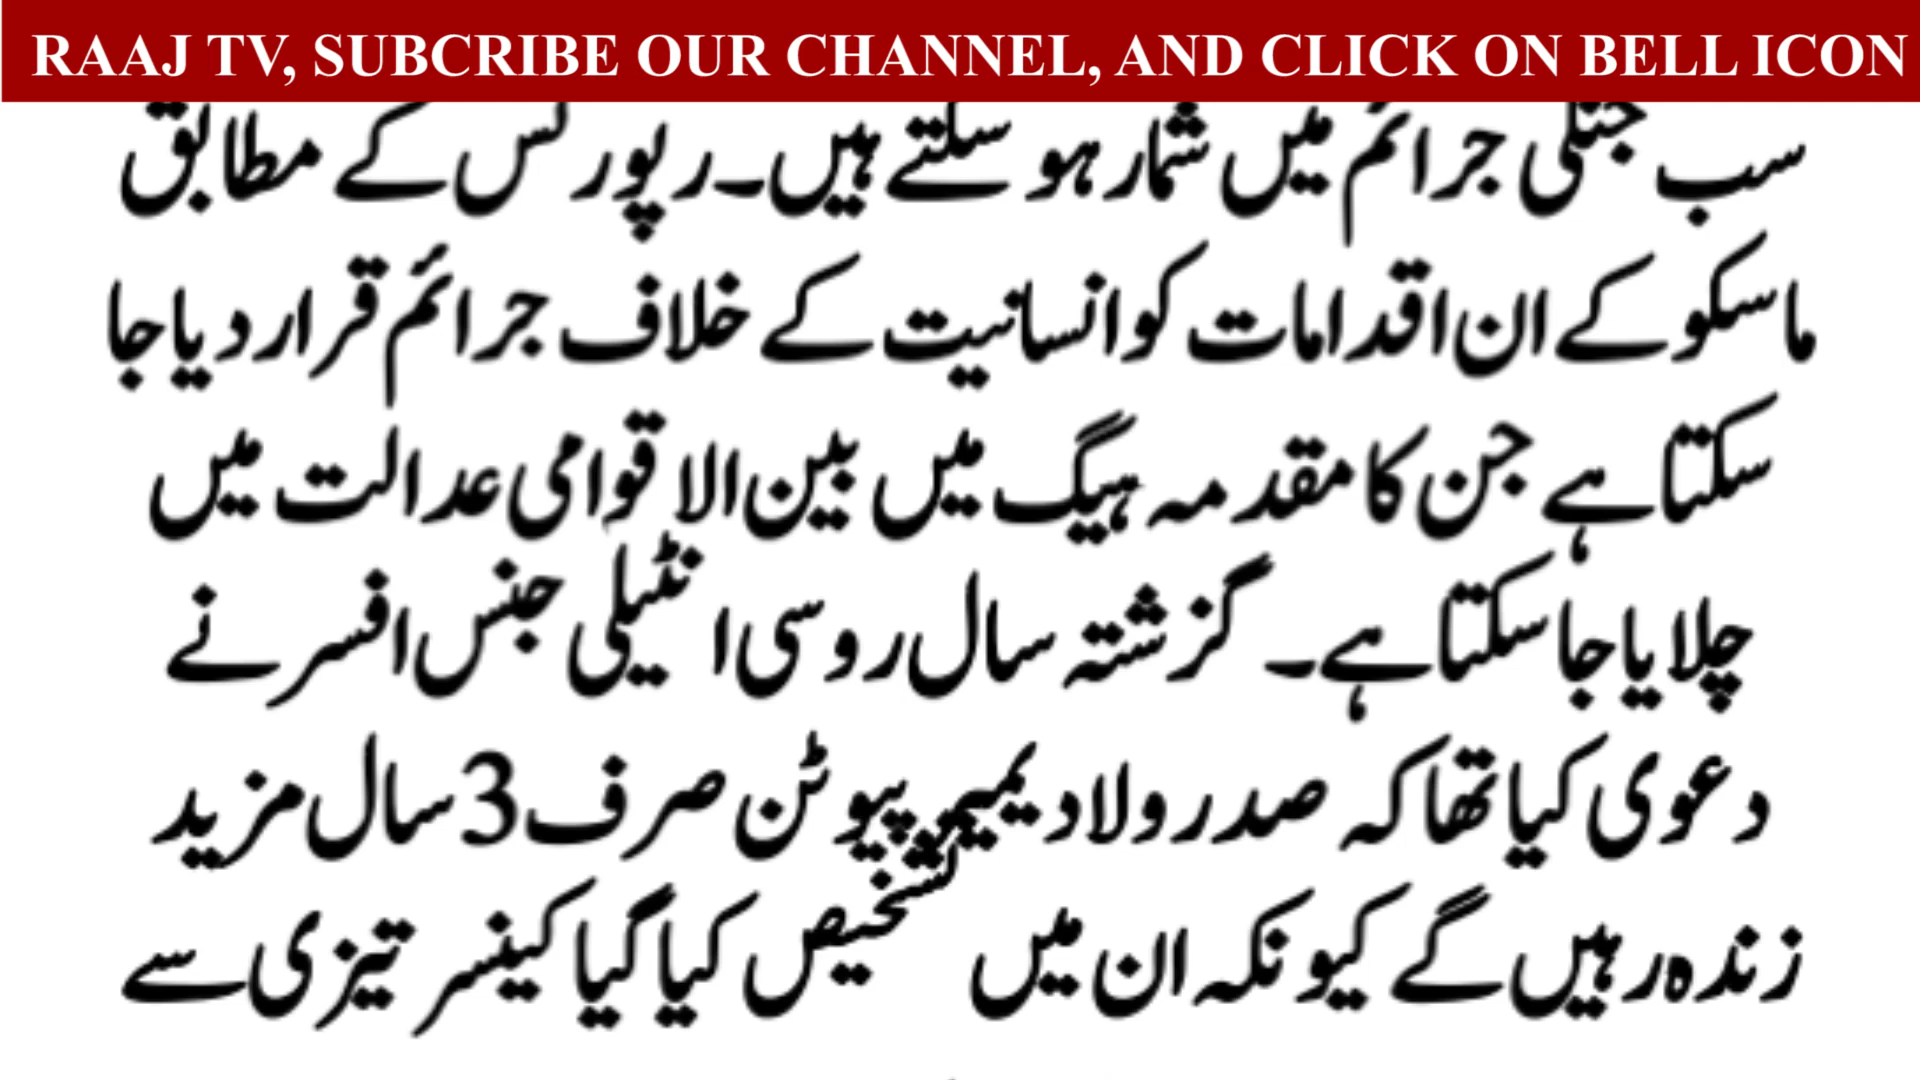 RAAJ TV, SUBCRIBE OUR CHANNEL, AND CLICK ON BELL ICON
سب جنگی جرائم میں شمار ہو سکتے ہیں۔ رپورٹس کے مطابق
ماسکو کے ان اقدامات کو انسانیت کے خلاف جرائم قرار دیا جا
سکتا ہے جن کا مقدمہ ہیگ میں بین الاقوامی عدالت میں
چلایا جا سکتا ہے۔ گزشتہ سال روسی انٹیلی جنس افسر نے
دعوی کیا تھا کہ صدر ولادیمیر پیوٹن صرف 3 سال مزید
زندہ رہیں گے کیونکہ ان میں تشخیص کیا گیا کینسر تیزی سے